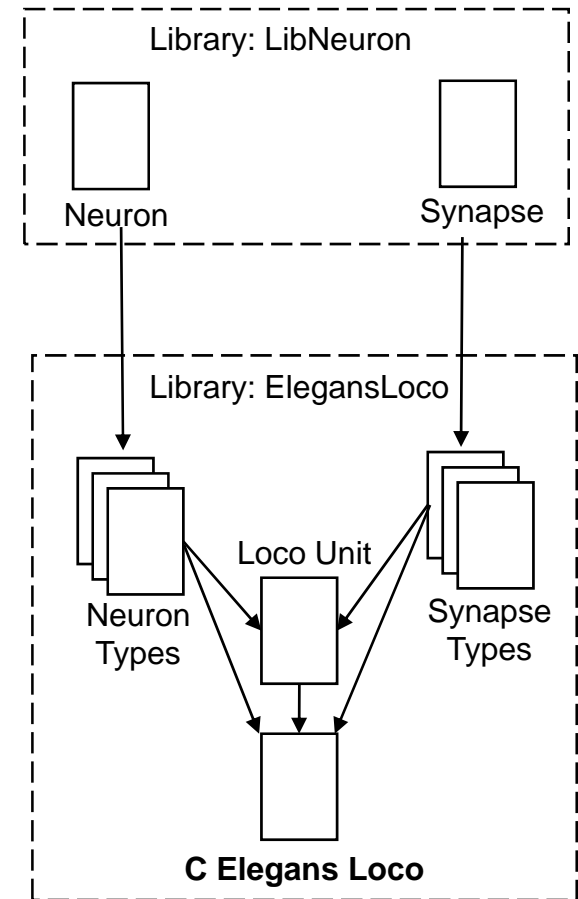 Library: LibNeuron
Neuron
Synapse
Library: ElegansLoco
Loco Unit
Neuron
Types
Synapse
Types
C Elegans Loco